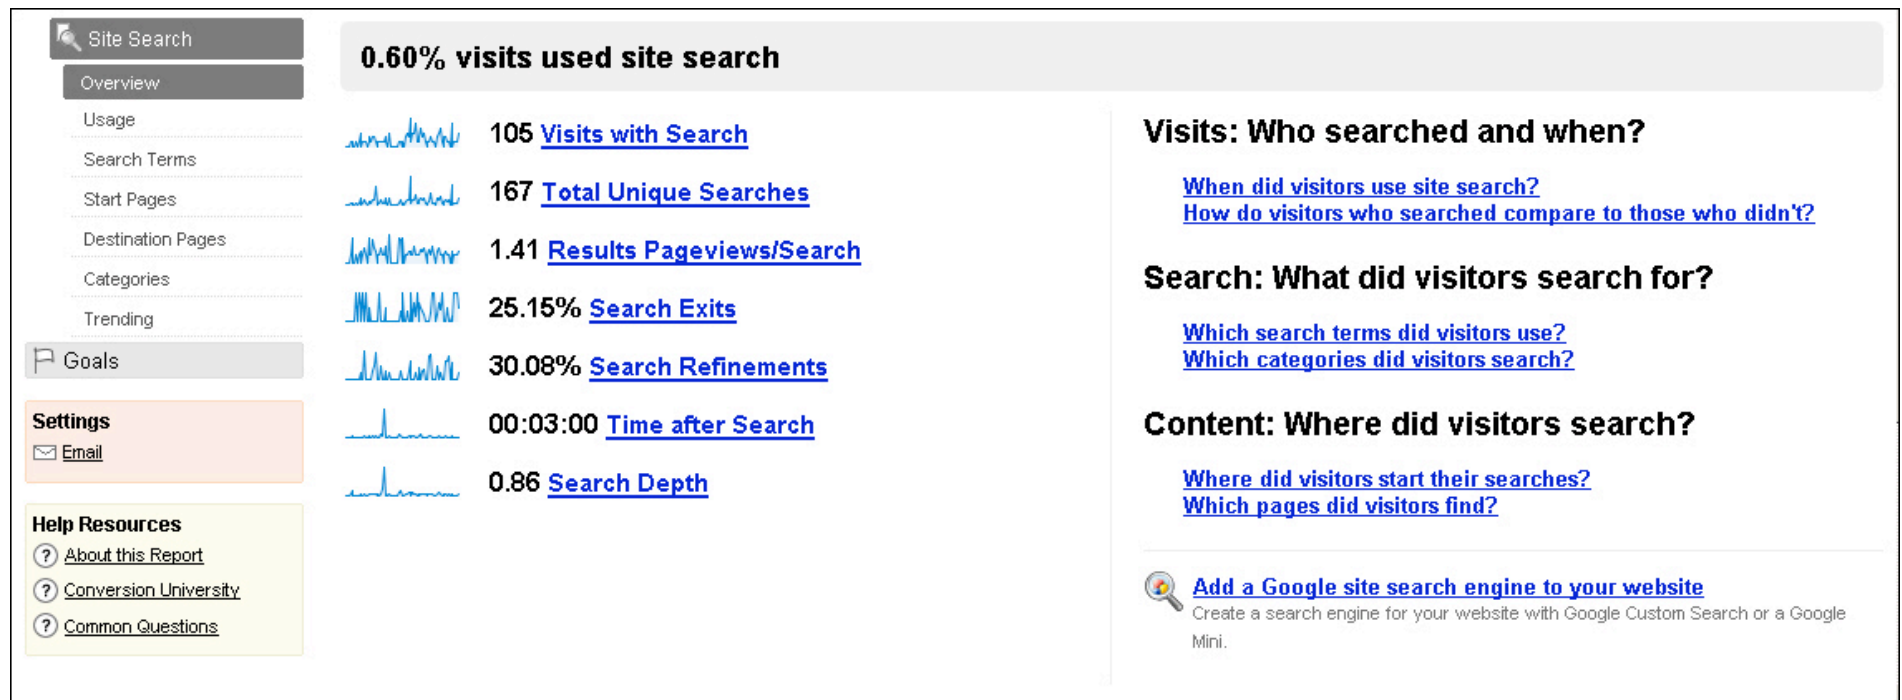 Site Search
Overview
Usage
Search Terms
Start Pages
Destination Pages
Categories
Trending
Goals
Settings
Email
Help Resources
? About this Report
? Conversion University
? Common Questions
0.60% visits used site search
105 Visits with Search
167 Total Unique Searches
1.41 Results Pageviews/Search
25.15% Search Exits
30.08% Search Refinements
00:03:00 Time after Search
0.86 Search Depth
Visits: Who searched and when?
When did visitors use site search?
How do visitors who searched compare to those who didn't?
Search: What did visitors search for?
Which search terms did visitors use?
Which categories did visitors search?
Content: Where did visitors search?
Where did visitors start their searches?
Which pages did visitors find?
Add a Google site search engine to your website
Create a search engine for your website with Google Custom Search or a Google
Mini.